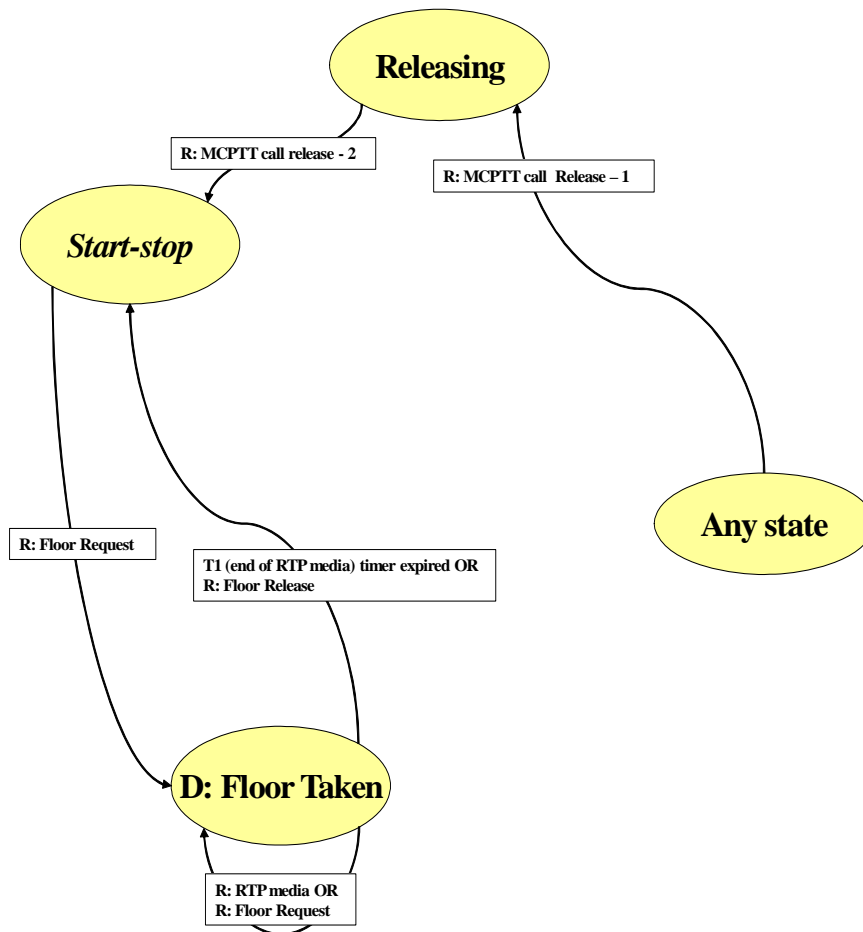 Releasing
R: MCPTT call release - 2
R: MCPTT call Release – 1
Start-stop
Any state
R: Floor Request
T1 (end of RTP media) timer expired OR
R: Floor Release
D: Floor Taken
R: RTP media OR
R: Floor Request